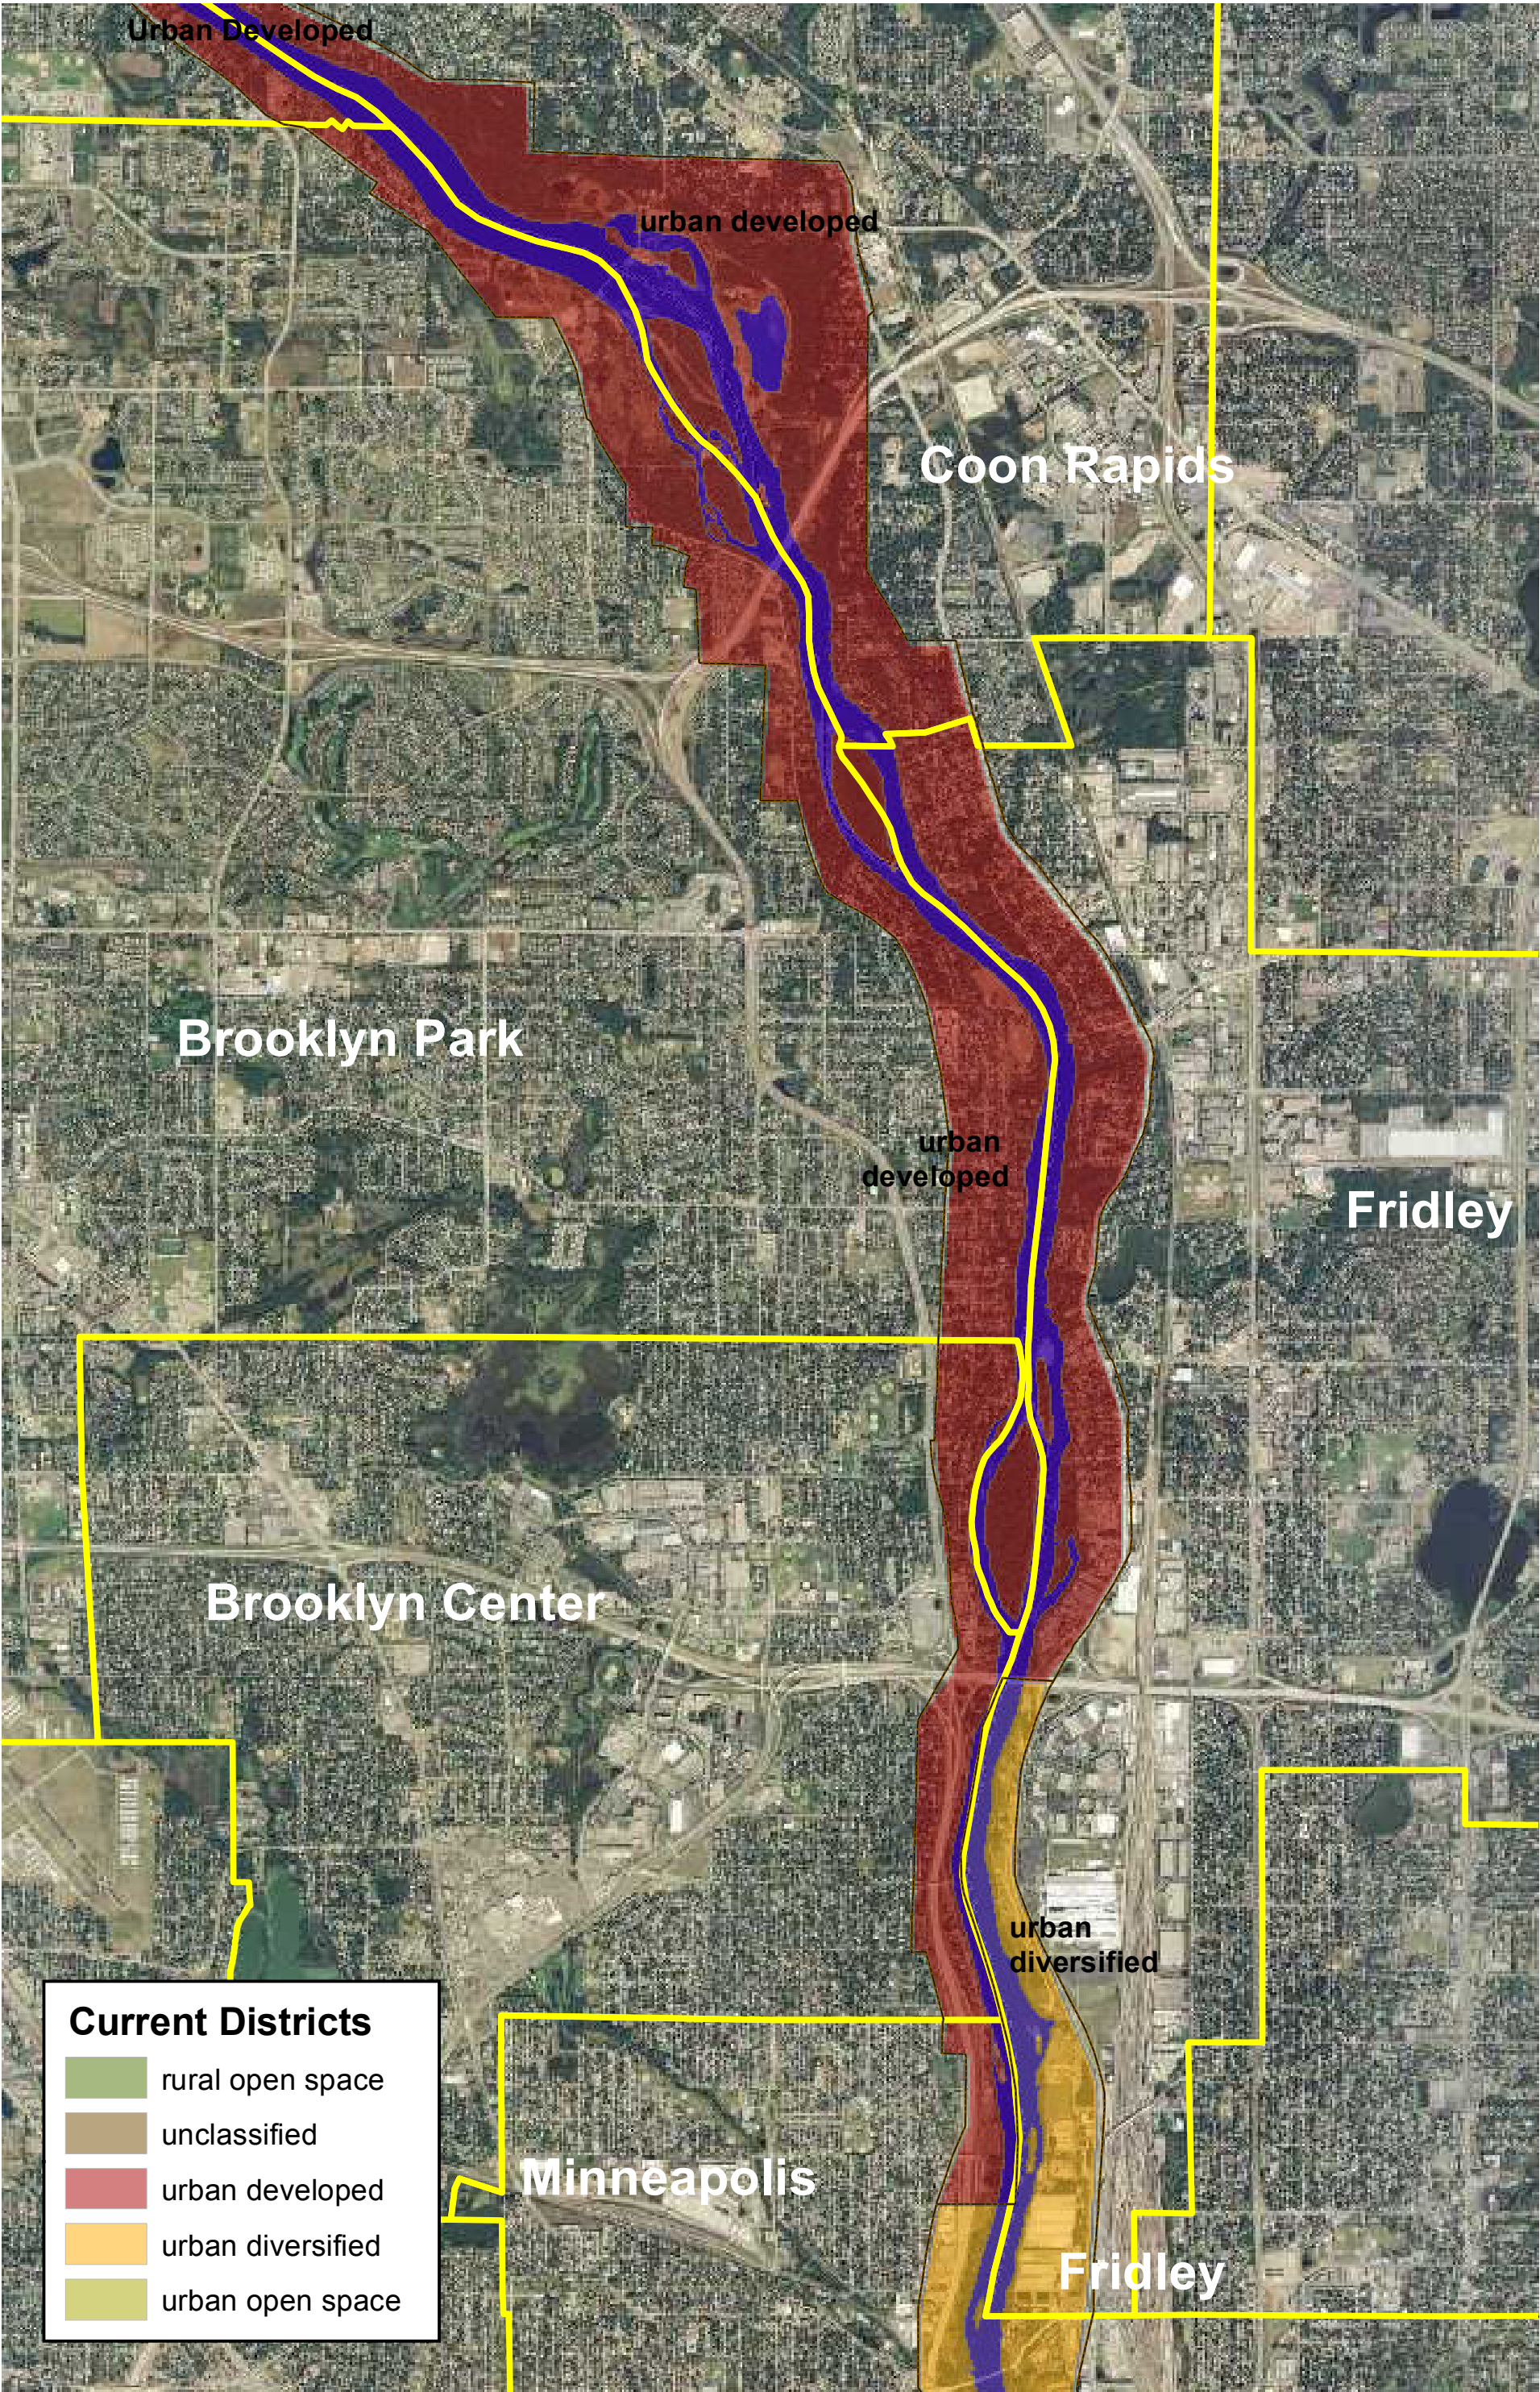 Urban Developed
urban developed
Coon Rapids
Brooklyn Park
urban
developed
Fridley
Brooklyn Center
urban
diversified
Minneapolis
Fridley
Current Districts
rural open space
unclassified
urban developed
urban diversified
urban open space